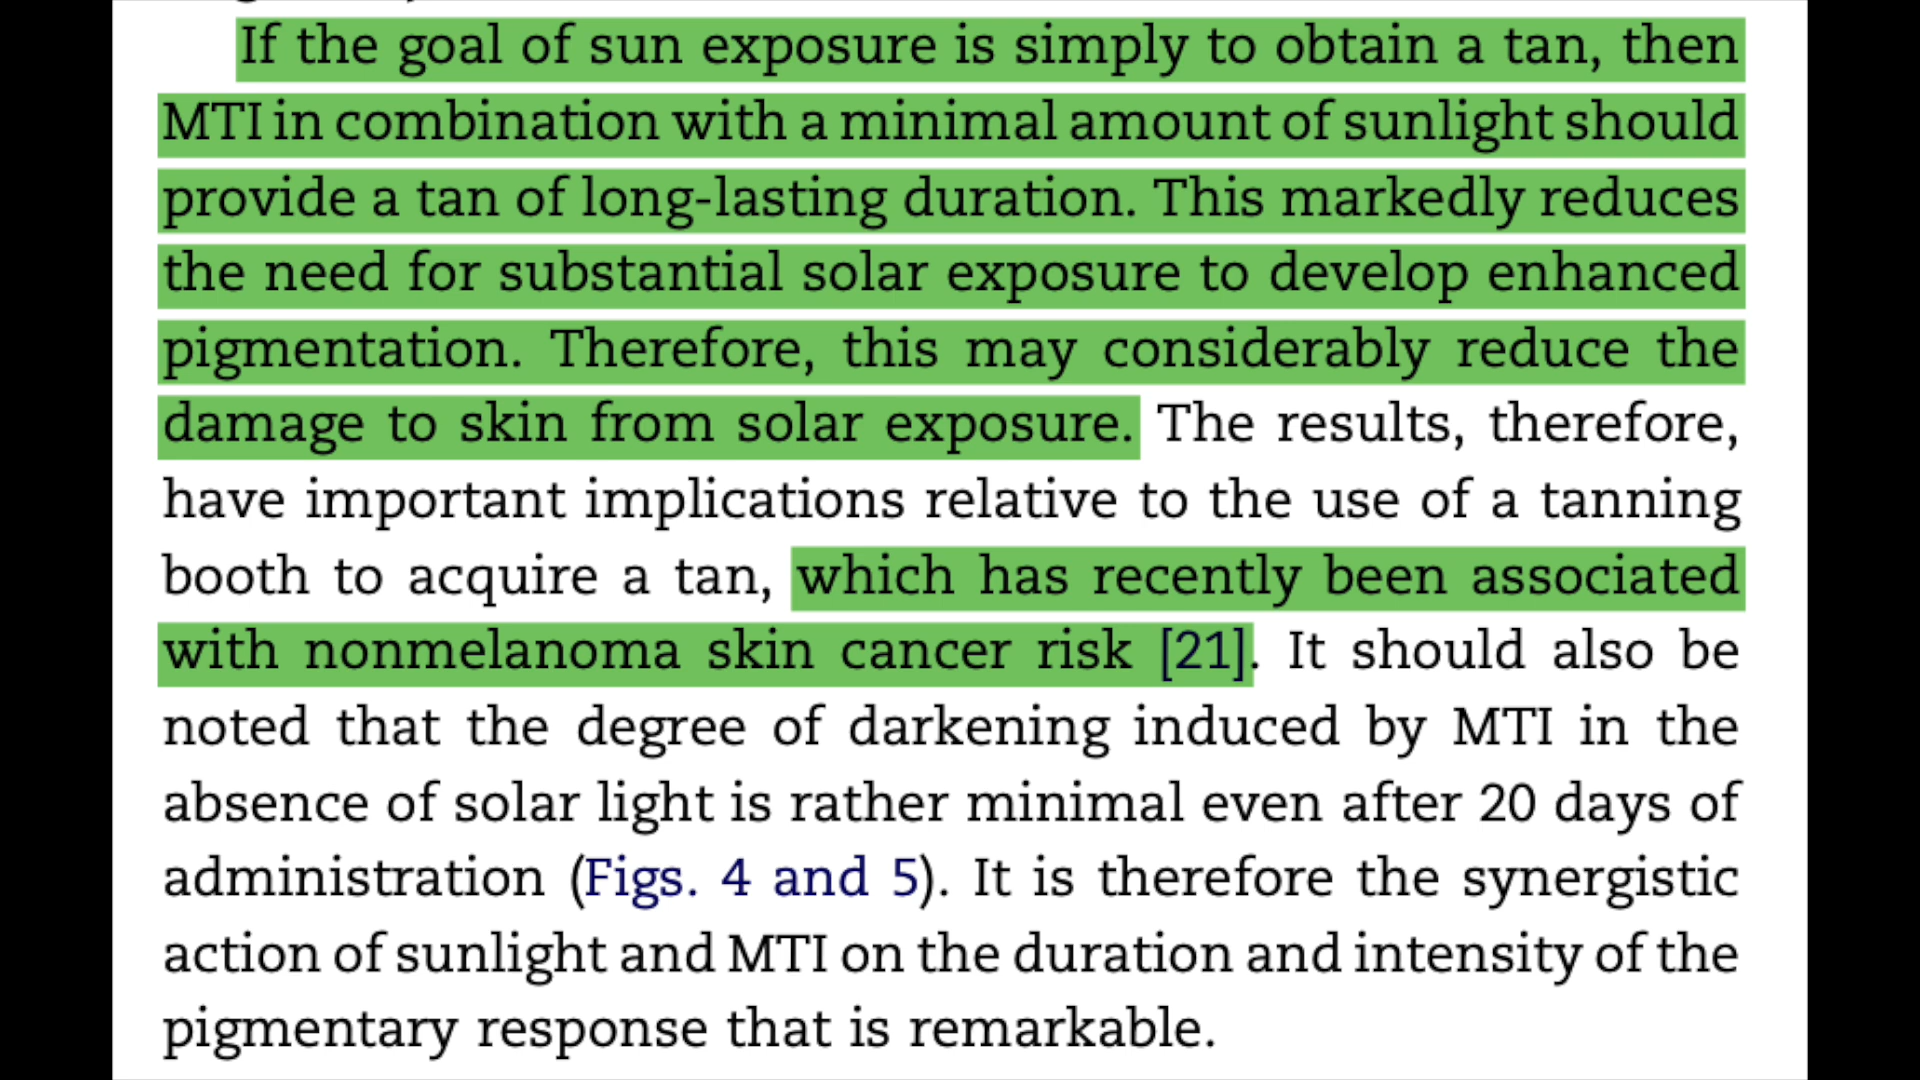 If the goal of sun exposure is simply to obtain a tan, then
MTI in combination with a minimal amount of sunlight should
provide a tan of long-lasting duration. This markedly reduces
the need for substantial solar exposure to develop enhanced
pigmentation. Therefore, this may considerably reduce the
damage to skin from solar exposure. The results, therefore,
have important implications relative to the use of a tanning
booth to acquire a tan, which has recently been associated
with nonmelanoma skin cancer risk [21]. It should also be
noted that the degree of darkening induced by MTI in the
absence of solar light is rather minimal even after 20 days of
administration (Figs. 4 and 5). It is therefore the synergistic
action of sunlight and MTI on the duration and intensity of the
pigmentary response that is remarkable.